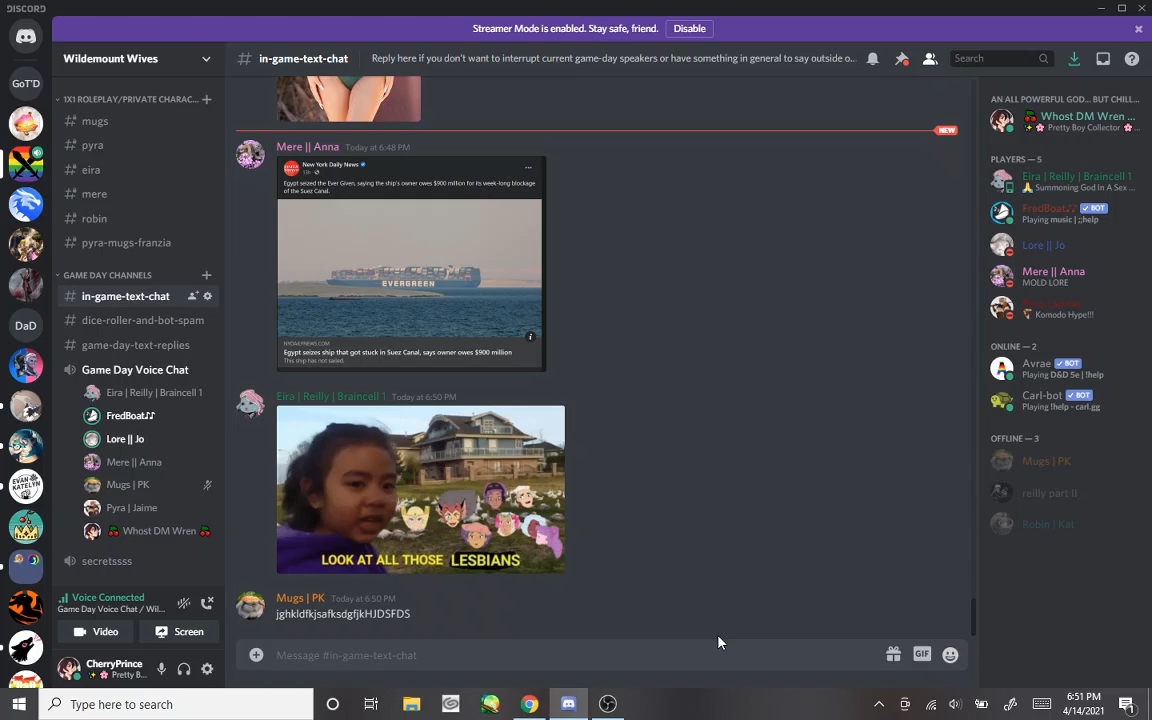 DISCORD
Streamer Mode is enabled. Stay safe, friend.
Disable
GoT'D
DaD
EVAN
KATELYN
Wildemount Wives
1X1 ROLEPLAY/PRIVATE CHARAC...
mugs
pyra
eira
mere
robin
pyra-mugs-franzia
GAME DAY CHANNELS
in-game-text-chat
dice-roller-and-bot-spam
game-day-text-replies
Game Day Voice Chat
Eira | Reilly | Braincell 1
FredBoat♪♪
Lore || Jo
Mere || Anna
Mugs | PK
Pyra | Jaime
🍒 Whost DM Wren 🍒
secretssss
Voice Connected
Game Day Voice Chat / Wil...
Video
Screen
CherryPrince
✨🌸 Pretty B...
# in-game-text-chat
Reply here if you don't want to interrupt current game-day speakers or have something in general to say outside o...
Search
NEW
Mere || Anna Today at 6:48 PM
New York Daily News
Egypt seized the Ever Given, saying the ship's owner owes $900 million for its week-long blockage
of the Suez Canal.
EVERGREEN
NYDAILYNEWS.COM
Egypt seizes ship that got stuck in Suez Canal, says owner owes $900 million
This ship has not sailed.
Eira | Reilly | Braincell 1 Today at 6:50 PM
LOOK AT ALL THOSE LESBIANS
Mugs | PK Today at 6:50 PM
jghkldfkjsafksdgfjkHJDSFDS
Message #in-game-text-chat
GIF
AN ALL POWERFUL GOD... BUT CHILL...
🍒 Whost DM Wren ...
✨🌸 Pretty Boy Collector 🌸...
PLAYERS — 5
Eira | Reilly | Braincell 1
🙏 Summoning God In A Sex ...
FredBoat♪♪ ✓ BOT
Playing music | ;;help
Lore || Jo
Mere || Anna
MOLD LORE
Komodo Hype!!!
ONLINE — 2
Avrae ✓ BOT
Playing D&D 5e | !help
Carl-bot ✓ BOT
Playing !help - carl.gg
OFFLINE — 3
Mugs | PK
reilly part II
Robin | Kat
Type here to search
6:51 PM
4/14/2021
1